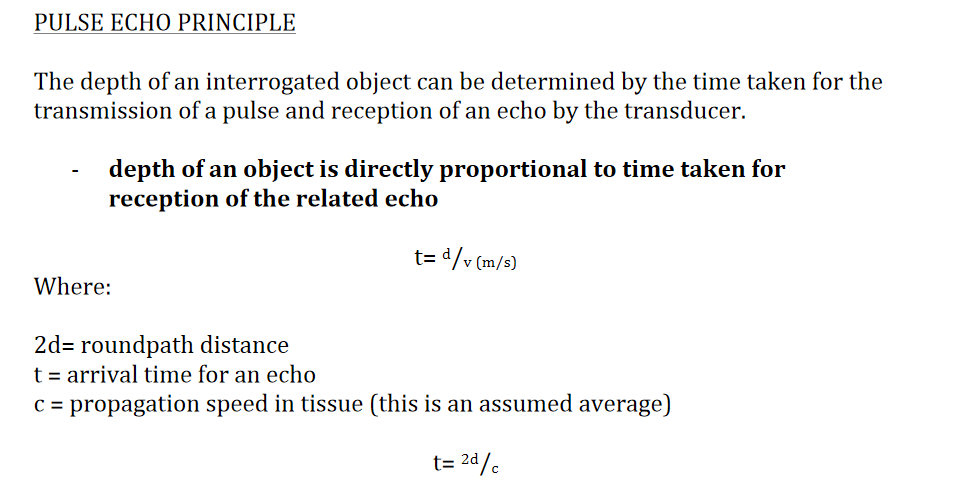 PULSE ECHO PRINCIPLE
The depth of an interrogated object can be determined by the time taken for the
transmission of a pulse and reception of an echo by the transducer.
- depth of an object is directly proportional to time taken for
reception of the related echo
t= d/v (m/s)
Where:
2d= roundpath distance
t = arrival time for an echo
c = propagation speed in tissue (this is an assumed average)
t= 2d/c